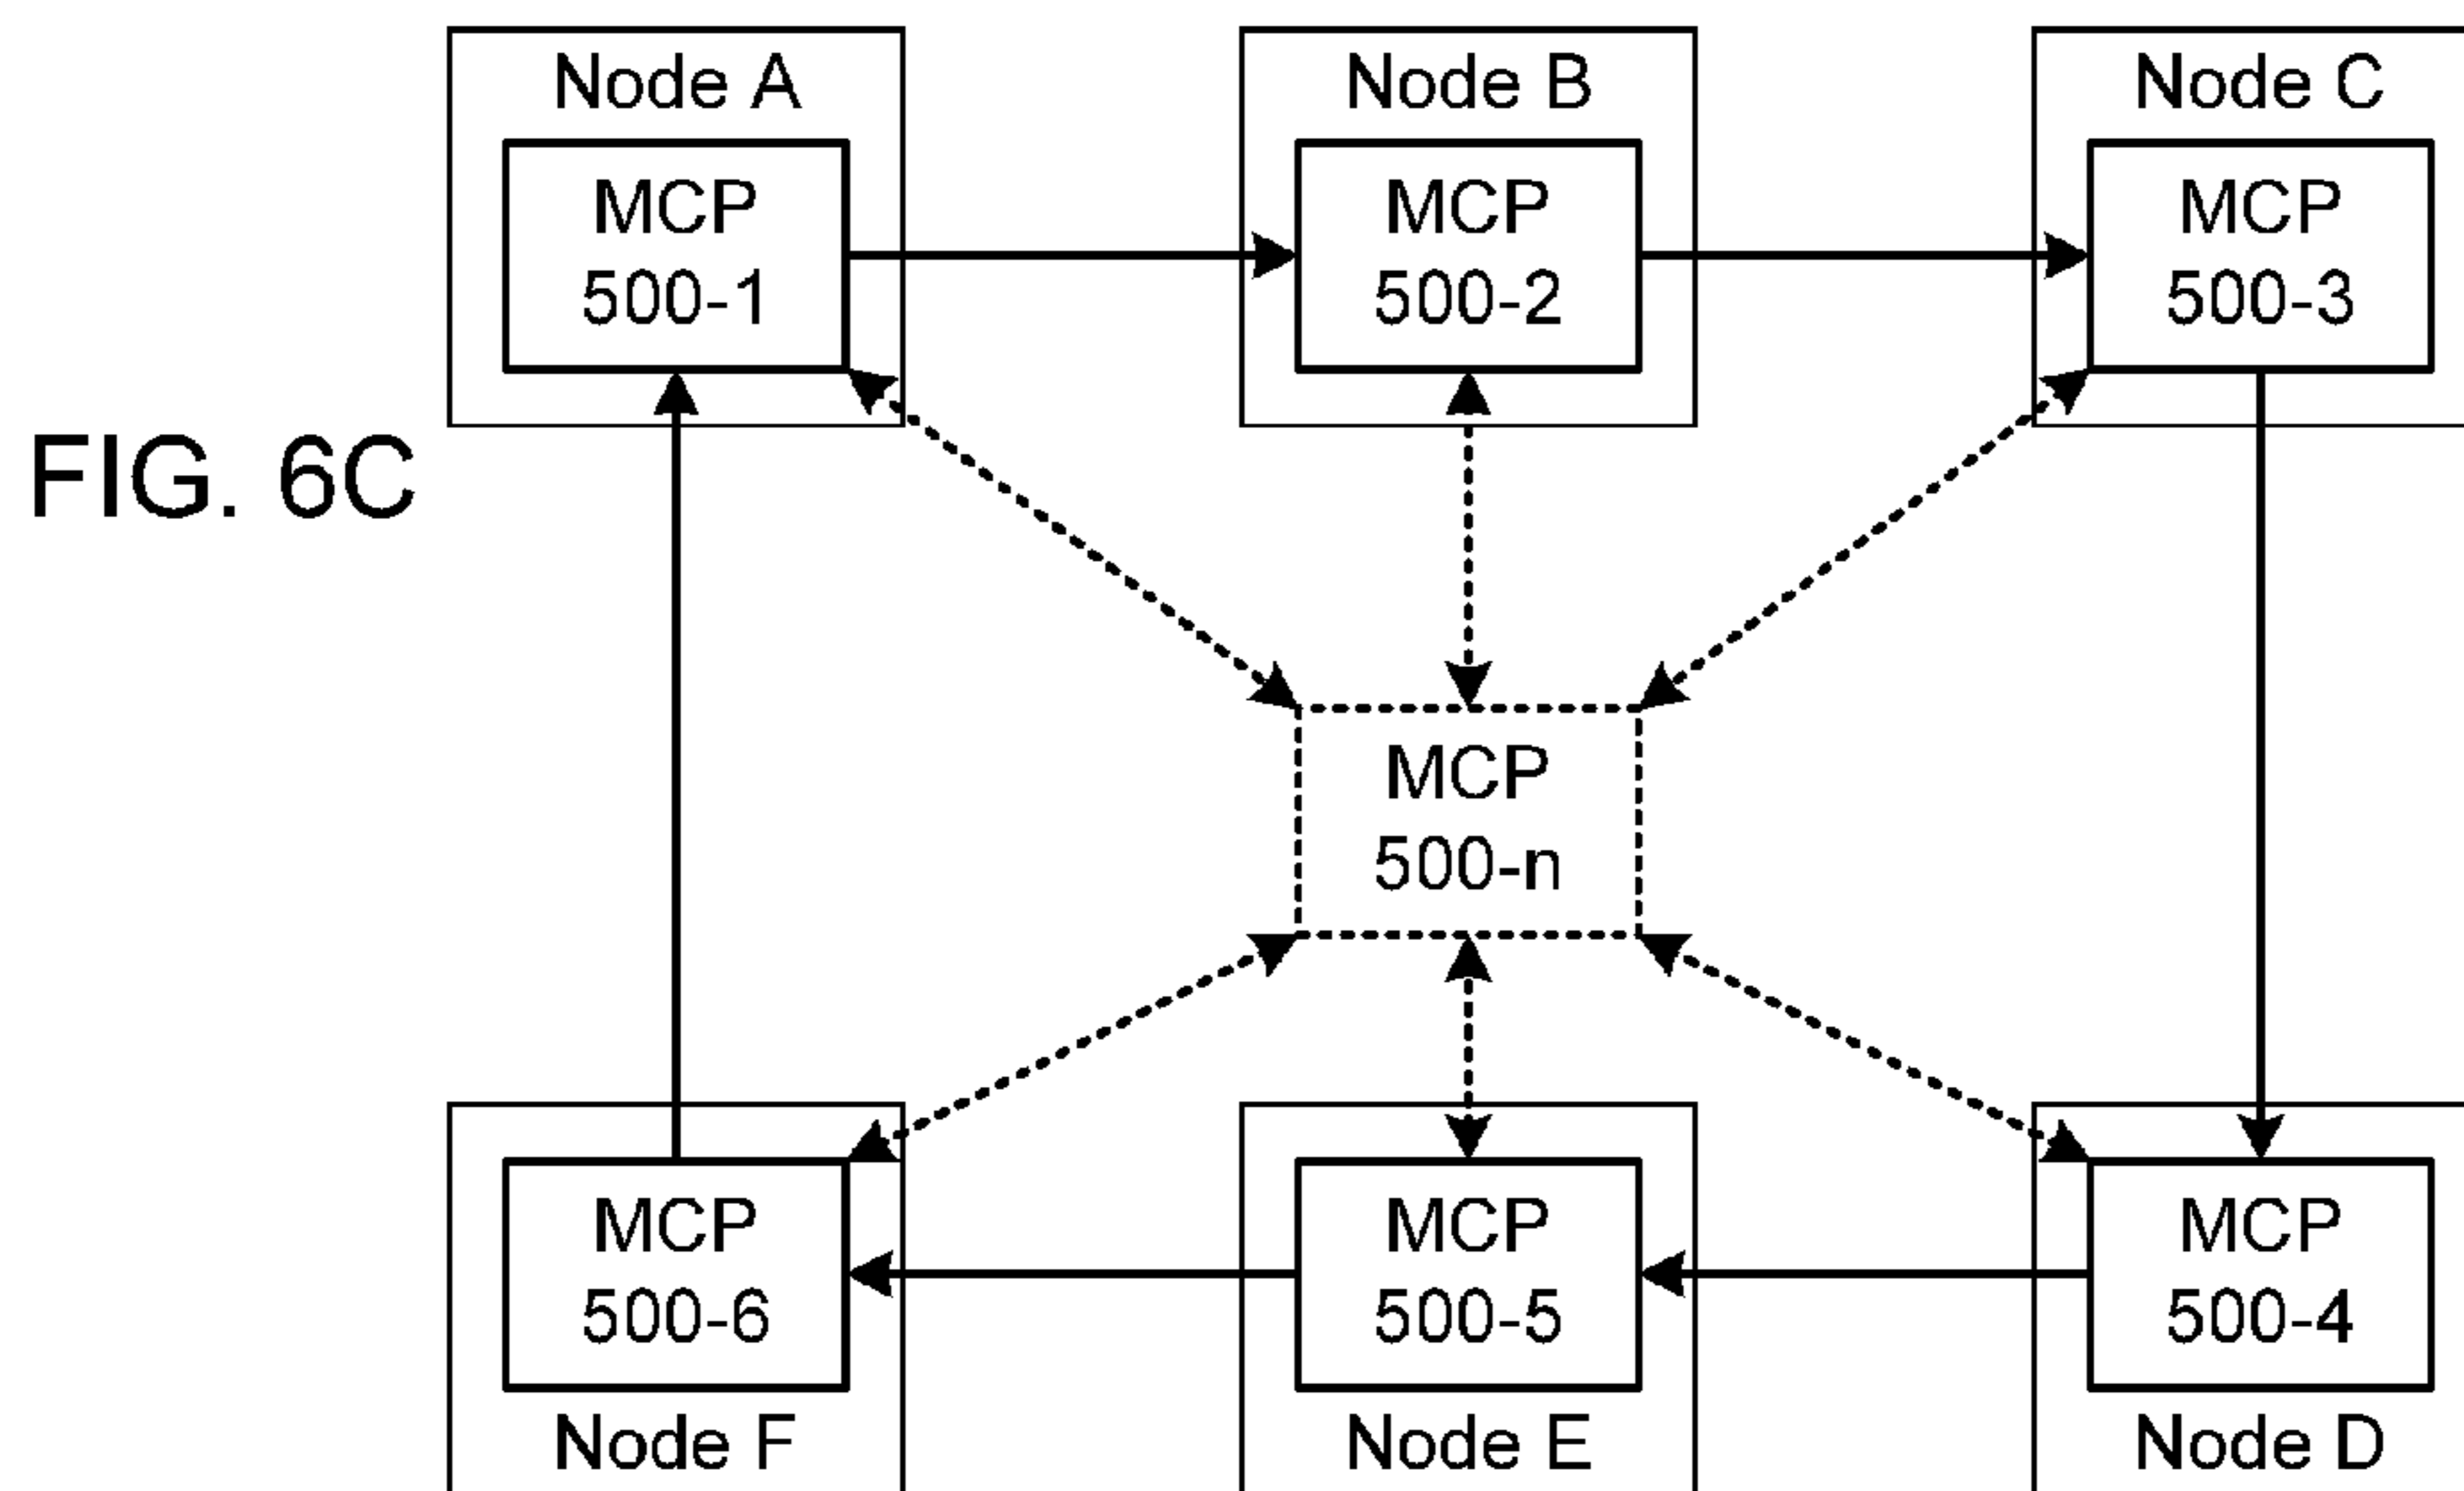 Node A
MCP
500-1
Node B
MCP
500-2
Node C
MCP
500-3
FIG. 6C
MCP
500-n
MCP
500-6
Node F
MCP
500-5
Node E
MCP
500-4
Node D